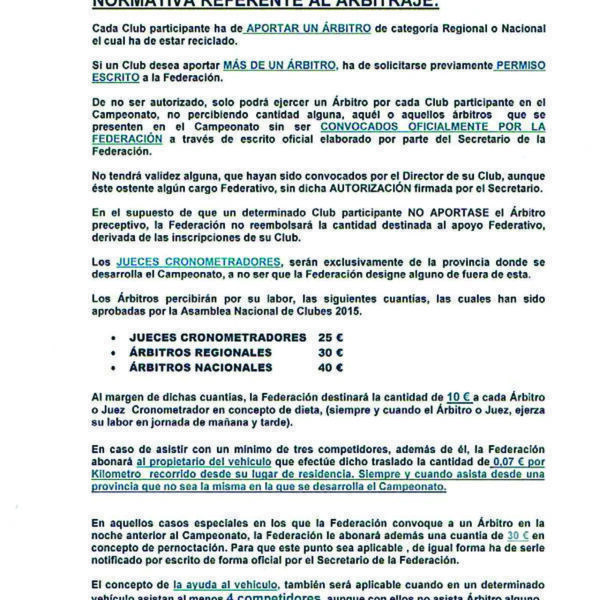 NORMATIVA REFERENTE AL ARBITRAJE:
Cada Club participante ha de APORTAR UN ÁRBITRO de categoría Regional o Nacional
el cual ha de estar reciclado.
Si un Club desea aportar MÁS DE UN ÁRBITRO, ha de solicitarse previamente PERMISO
ESCRITO a la Federación.
De no ser autorizado, solo podrá ejercer un Árbitro por cada Club participante en el
Campeonato, no percibiendo cantidad alguna, aquél o aquellos árbitros que se
presenten en el Campeonato sin ser CONVOCADOS OFICIALMENTE POR LA
FEDERACIÓN a través de escrito oficial elaborado por parte del Secretario de la
Federación.
No tendrá validez alguna, que hayan sido convocados por el Director de su Club, aunque
éste ostente algún cargo Federativo, sin dicha AUTORIZACIÓN firmada por el Secretario.
En el supuesto de que un determinado Club participante NO APORTASE el Árbitro
preceptivo, la Federación no reembolsará la cantidad destinada al apoyo Federativo,
derivada de las inscripciones de su Club.
Los JUECES CRONOMETRADORES, serán exclusivamente de la provincia donde se
desarrolla el Campeonato, a no ser que la Federación designe alguno de fuera de esta.
Los Árbitros percibirán por su labor, las siguientes cuantías, las cuales han sido
aprobadas por la Asamblea Nacional de Clubes 2015.
• JUECES CRONOMETRADORES 25 €
• ÁRBITROS REGIONALES 30 €
• ÁRBITROS NACIONALES 40 €
Al margen de dichas cuantías, la Federación destinará la cantidad de 10 € a cada Árbitro
o Juez Cronometrador en concepto de dieta, (siempre y cuando el Árbitro o Juez, ejerza
su labor en jornada de mañana y tarde).
En caso de asistir con un mínimo de tres competidores, además de él, la Federación
abonará al propietario del vehículo que efectúe dicho traslado la cantidad de 0,07 € por
Kilometro recorrido desde su lugar de residencia. Siempre y cuando asista desde una
provincia que no sea la misma en la que se desarrolla el Campeonato.
En aquellos casos especiales en los que la Federación convoque a un Árbitro en la
noche anterior al Campeonato, la Federación le abonará además una cuantia de 30 € en
concepto de pernoctación. Para que este punto sea aplicable , de igual forma ha de serle
notificado por escrito de forma oficial por el Secretario de la Federación.
El concepto de la ayuda al vehículo, también será aplicable cuando en un determinado
vehículo asistan al menos 4 competidores, aunque con ellos no asista Árbitro alguno.